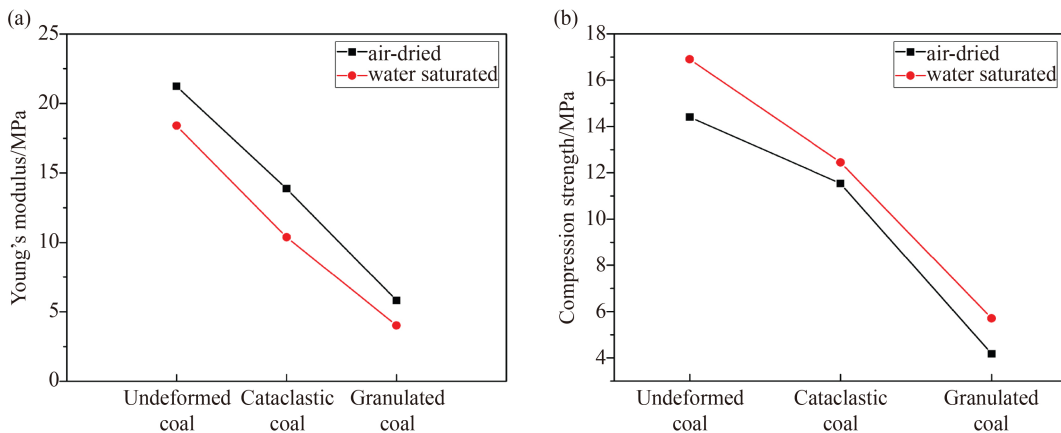 (a)
25
20
15
10
5
0
Young's modulus/MPa
air-dried
water saturated
Undeformed coal
Cataclastic coal
Granulated coal
(b)
18
16
14
12
10
8
6
4
Compression strength/MPa
air-dried
water saturated
Undeformed coal
Cataclastic coal
Granulated coal